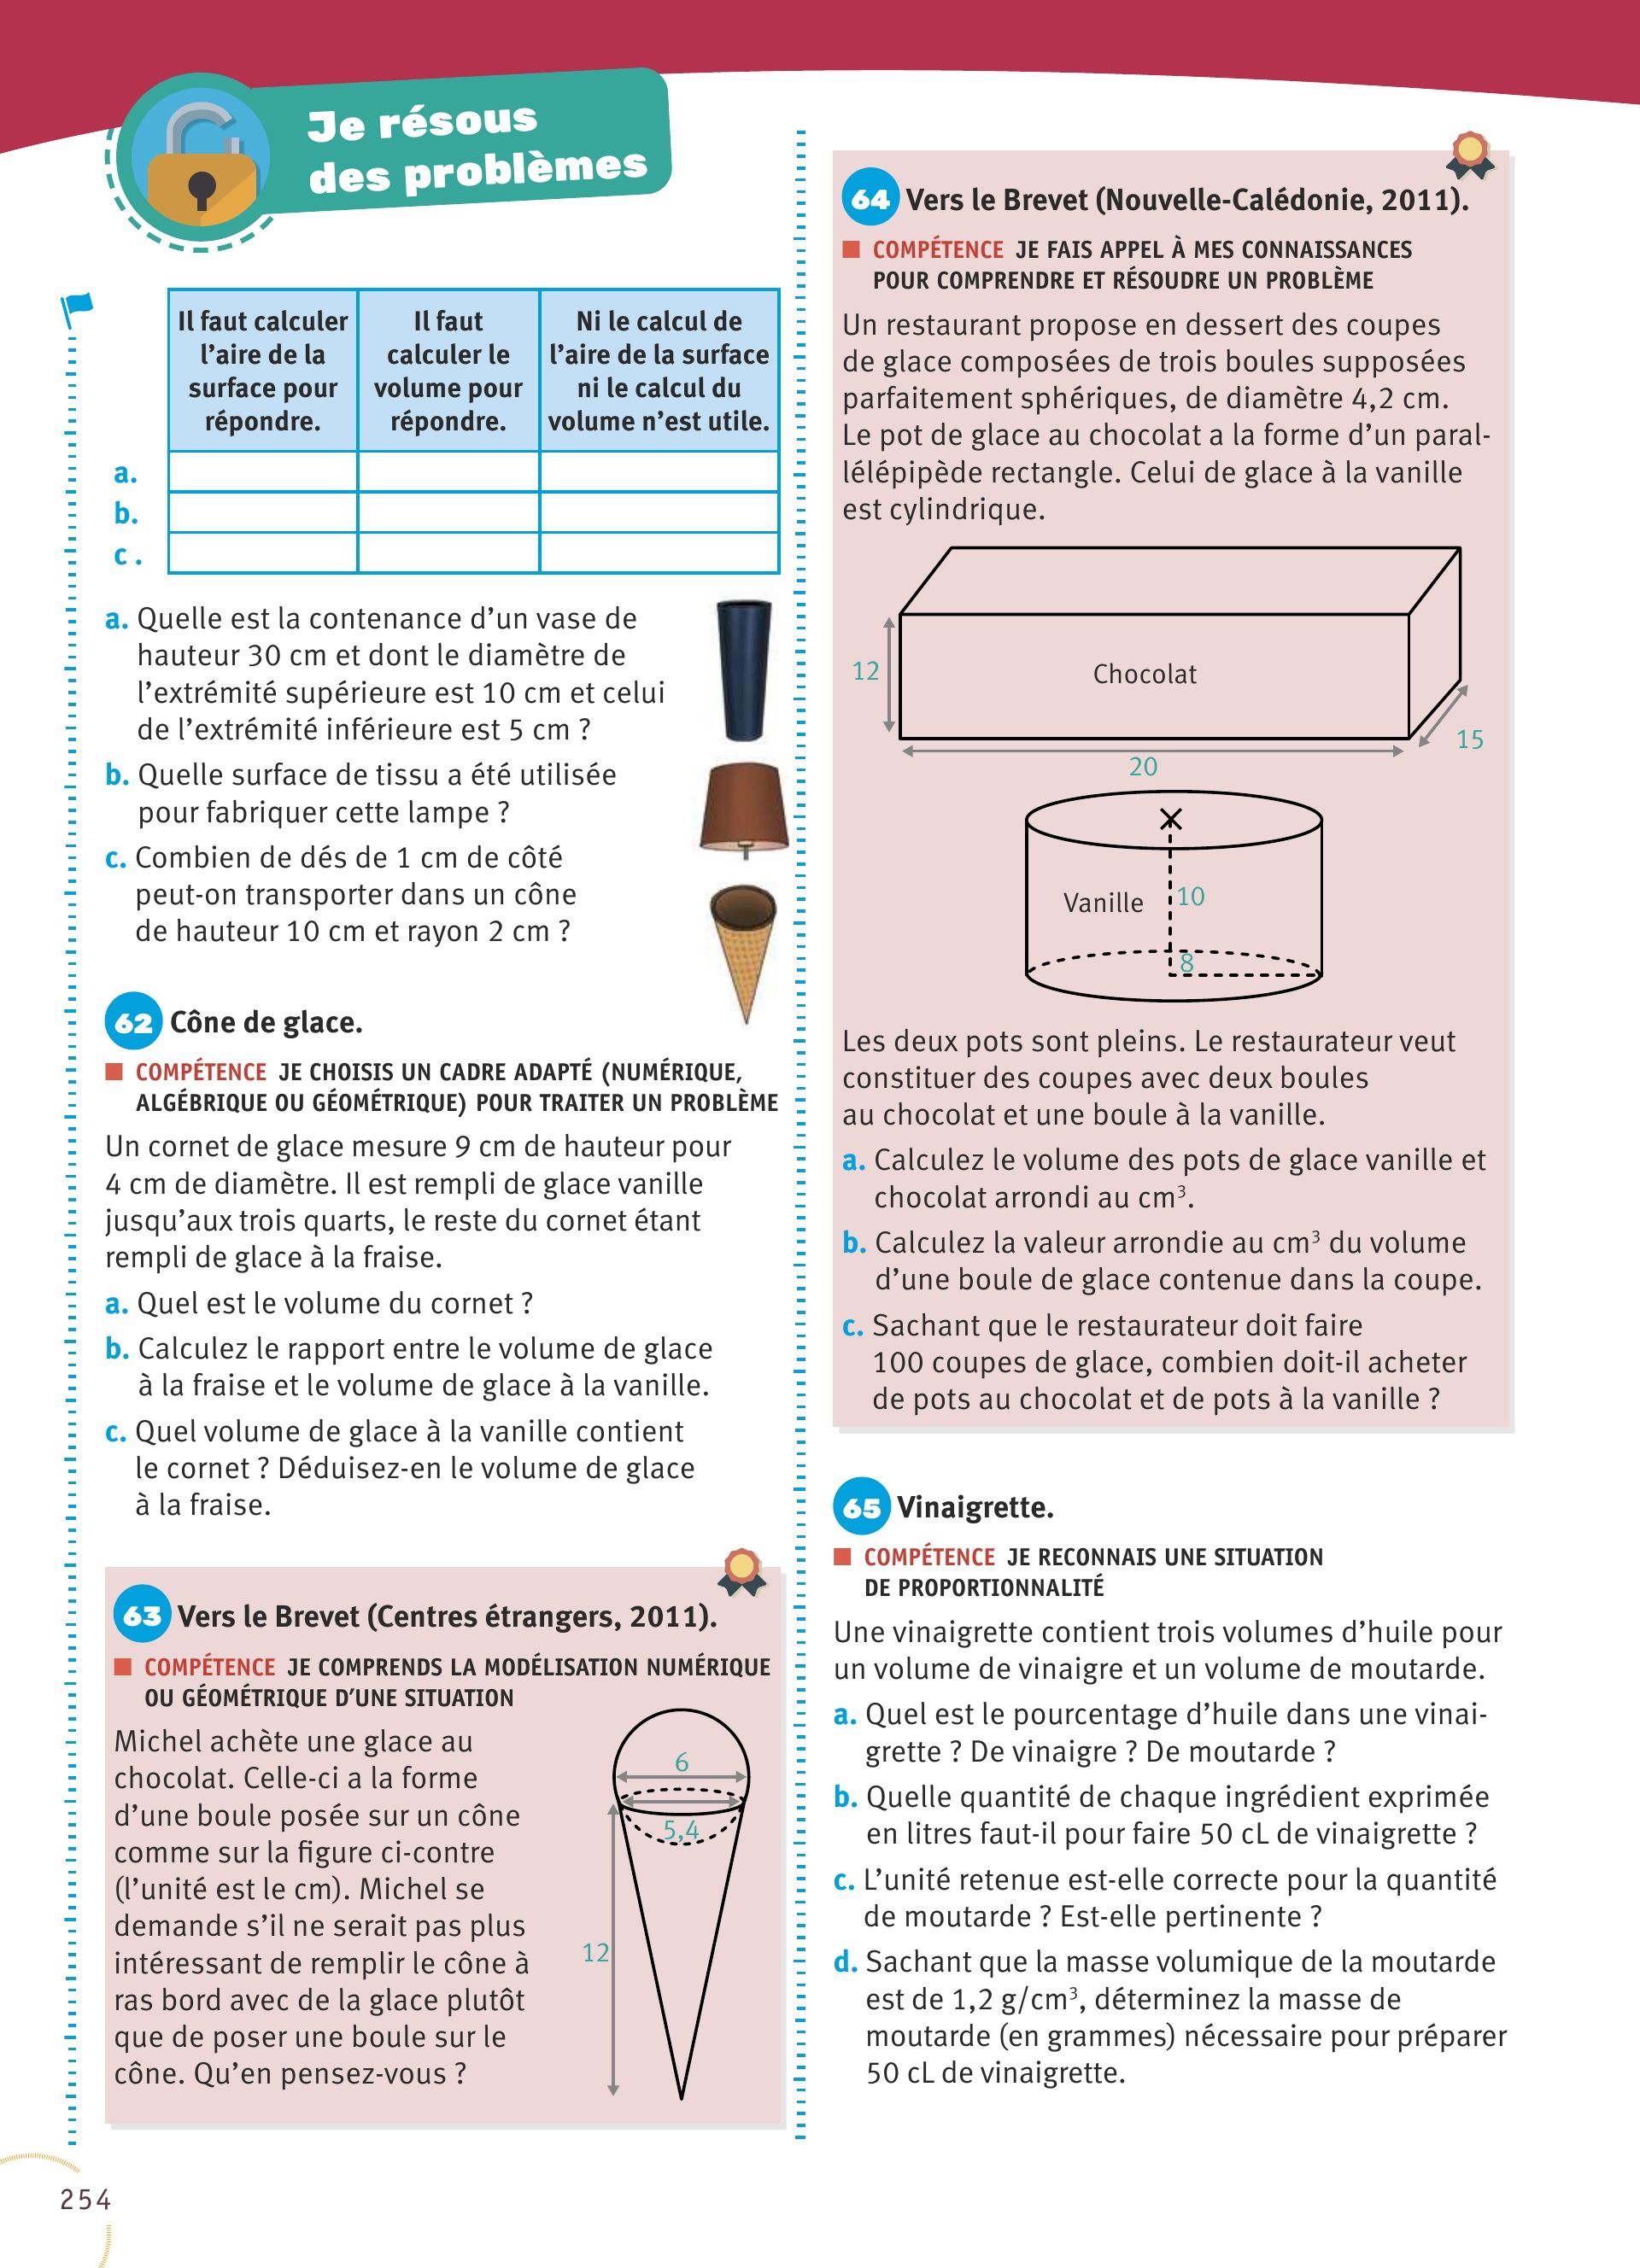 Je résous
des problèmes
Il faut calculer
l’aire de la
surface pour
répondre.
Il faut
calculer le
volume pour
répondre.
Ni le calcul de
l’aire de la surface
ni le calcul du
volume n’est utile.
a.
b.
c .
a. Quelle est la contenance d’un vase de
hauteur 30 cm et dont le diamètre de
l’extrémité supérieure est 10 cm et celui
de l’extrémité inférieure est 5 cm ?
b. Quelle surface de tissu a été utilisée
pour fabriquer cette lampe ?
c. Combien de dés de 1 cm de côté
peut-on transporter dans un cône
de hauteur 10 cm et rayon 2 cm ?
62 Cône de glace.
COMPÉTENCE JE CHOISIS UN CADRE ADAPTÉ (NUMÉRIQUE,
ALGÉBRIQUE OU GÉOMÉTRIQUE) POUR TRAITER UN PROBLÈME
Un cornet de glace mesure 9 cm de hauteur pour
4 cm de diamètre. Il est rempli de glace vanille
jusqu’aux trois quarts, le reste du cornet étant
rempli de glace à la fraise.
a. Quel est le volume du cornet ?
b. Calculez le rapport entre le volume de glace
à la fraise et le volume de glace à la vanille.
c. Quel volume de glace à la vanille contient
le cornet ? Déduisez-en le volume de glace
à la fraise.
63 Vers le Brevet (Centres étrangers, 2011).
COMPÉTENCE JE COMPRENDS LA MODÉLISATION NUMÉRIQUE
OU GÉOMÉTRIQUE D’UNE SITUATION
Michel achète une glace au
chocolat. Celle-ci a la forme
d’une boule posée sur un cône
comme sur la figure ci-contre
(l’unité est le cm). Michel se
demande s’il ne serait pas plus
intéressant de remplir le cône à
ras bord avec de la glace plutôt
que de poser une boule sur le
cône. Qu’en pensez-vous ?
6
5,4
12
64 Vers le Brevet (Nouvelle-Calédonie, 2011).
COMPÉTENCE JE FAIS APPEL À MES CONNAISSANCES
POUR COMPRENDRE ET RÉSOUDRE UN PROBLÈME
Un restaurant propose en dessert des coupes
de glace composées de trois boules supposées
parfaitement sphériques, de diamètre 4,2 cm.
Le pot de glace au chocolat a la forme d’un paral-
lélépipède rectangle. Celui de glace à la vanille
est cylindrique.
12
Chocolat
15
20
Vanille
10
8
Les deux pots sont pleins. Le restaurateur veut
constituer des coupes avec deux boules
au chocolat et une boule à la vanille.
a. Calculez le volume des pots de glace vanille et
chocolat arrondi au cm³.
b. Calculez la valeur arrondie au cm³ du volume
d’une boule de glace contenue dans la coupe.
c. Sachant que le restaurateur doit faire
100 coupes de glace, combien doit-il acheter
de pots au chocolat et de pots à la vanille ?
65 Vinaigrette.
COMPÉTENCE JE RECONNAIS UNE SITUATION
DE PROPORTIONNALITÉ
Une vinaigrette contient trois volumes d’huile pour
un volume de vinaigre et un volume de moutarde.
a. Quel est le pourcentage d’huile dans une vinai-
grette ? De vinaigre ? De moutarde ?
b. Quelle quantité de chaque ingrédient exprimée
en litres faut-il pour faire 50 cL de vinaigrette ?
c. L’unité retenue est-elle correcte pour la quantité
de moutarde ? Est-elle pertinente ?
d. Sachant que la masse volumique de la moutarde
est de 1,2 g/cm³, déterminez la masse de
moutarde (en grammes) nécessaire pour préparer
50 cL de vinaigrette.
254